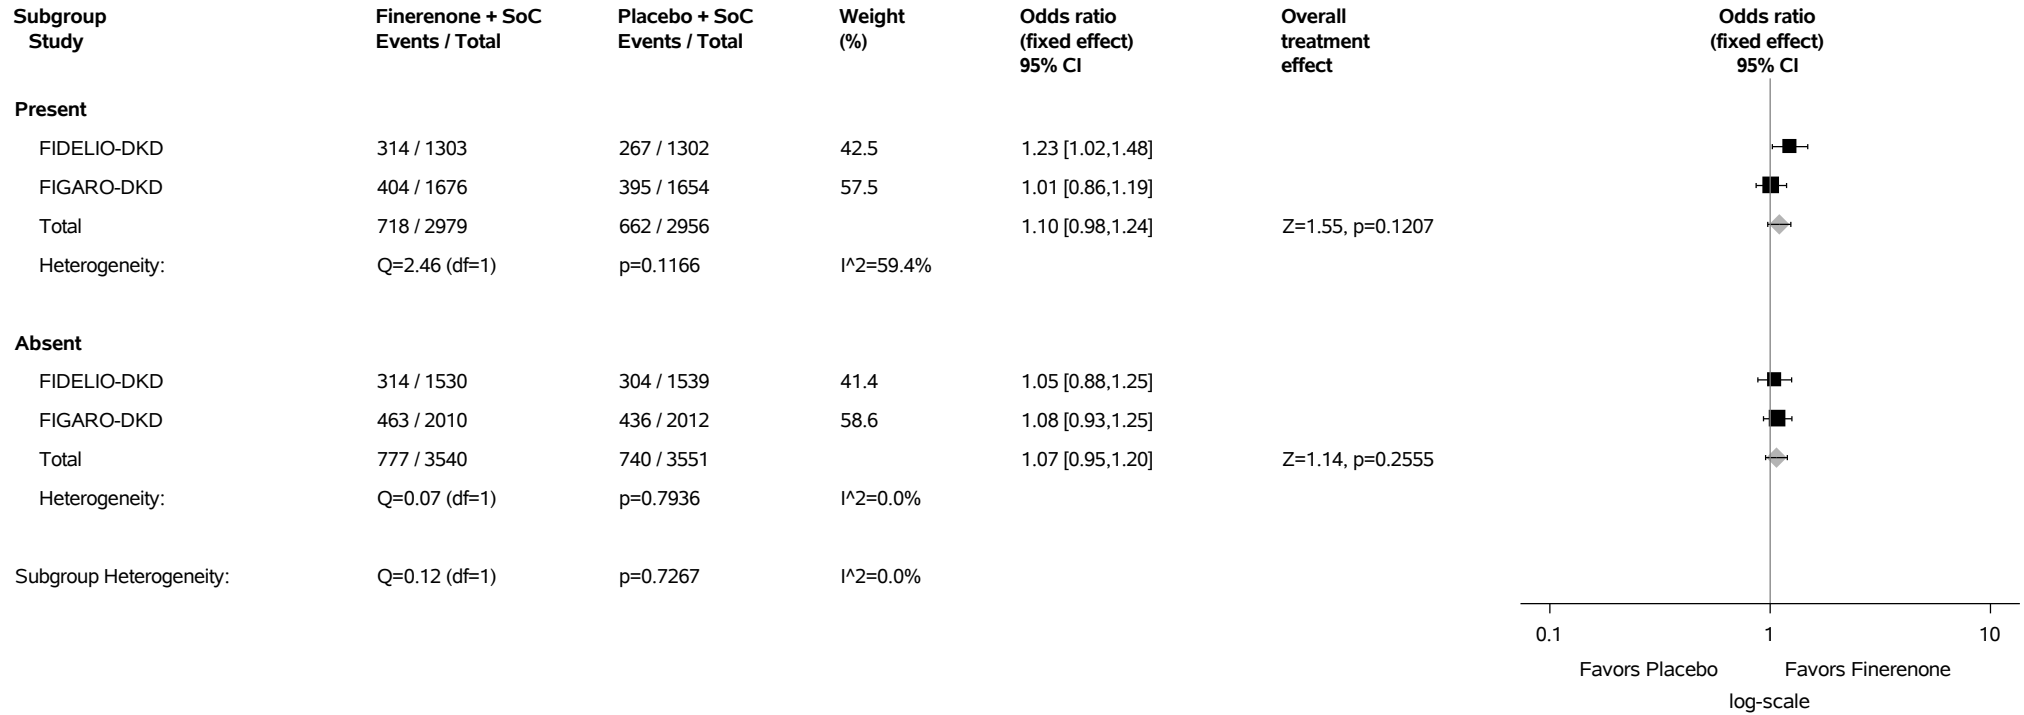 Subgroup Finerenone + SoC Placebo + SoC Weight Odds ratio Overall Odds ratio
Study Events / Total Events / Total (%) (fixed effect) treatment (fixed effect)
95% CI effect 95% CI
Present
FIDELIO-DKD 314 / 1303 267 / 1302 42.5 1.23 [1.02,1.48]
FIGARO-DKD 404 / 1676 395 / 1654 57.5 1.01 [0.86,1.19]
Total 718 / 2979 662 / 2956 1.10 [0.98,1.24] Z=1.55, p=0.1207
Heterogeneity: Q=2.46 (df=1) p=0.1166 I^2=59.4%
Absent
FIDELIO-DKD 314 / 1530 304 / 1539 41.4 1.05 [0.88,1.25]
FIGARO-DKD 463 / 2010 436 / 2012 58.6 1.08 [0.93,1.25]
Total 777 / 3540 740 / 3551 1.07 [0.95,1.20] Z=1.14, p=0.2555
Heterogeneity: Q=0.07 (df=1) p=0.7936 I^2=0.0%
Subgroup Heterogeneity: Q=0.12 (df=1) p=0.7267 I^2=0.0%
0.1 1 10
Favors Placebo Favors Finerenone
log-scale